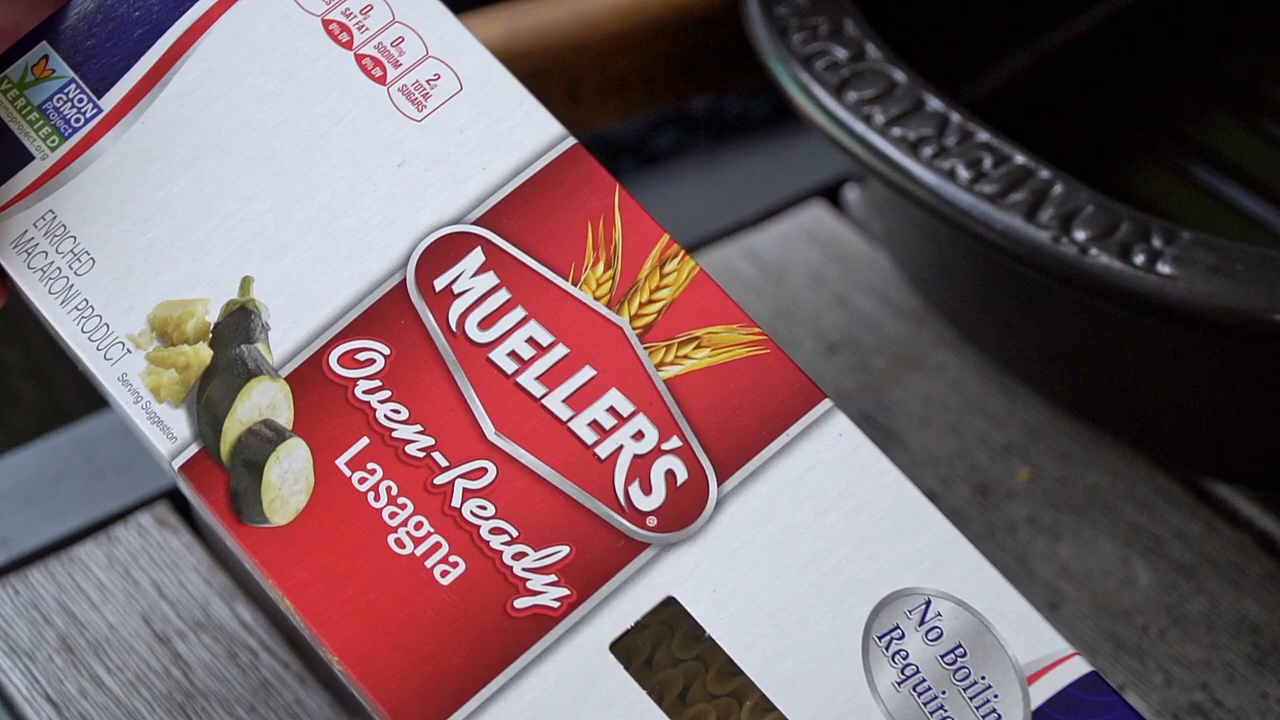 0g
SAT FAT
0% DV
0mg
SODIUM
0% DV
2g
TOTAL
SUGARS
NON
GMO
Project
VERIFIED
ENRICHED
MACARONI PRODUCT
Serving Suggestion
MUELLER'S®
Oven-Ready
Lasagna
No Boilin
Require